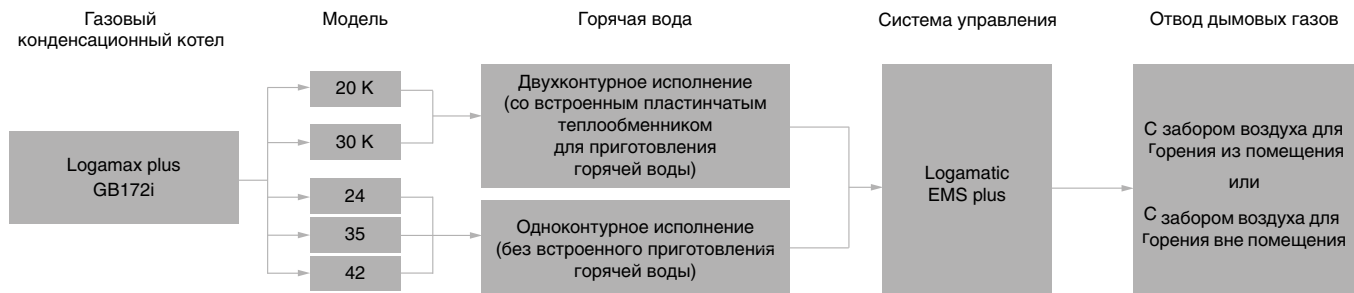 Газовый
конденсационный котел
Модель
Горячая вода
Система управления
Отвод дымовых газов
Logamax plus
GB172i
20 K
30 K
24
35
42
Двухконтурное исполнение
(со встроенным пластинчатым
теплообменником
для приготовления
горячей воды)
Одноконтурное исполнение
(без встроенного приготовления
горячей воды)
Logamatic
EMS plus
С забором воздуха для
горения из помещения
или
С забором воздуха для
горения вне помещения